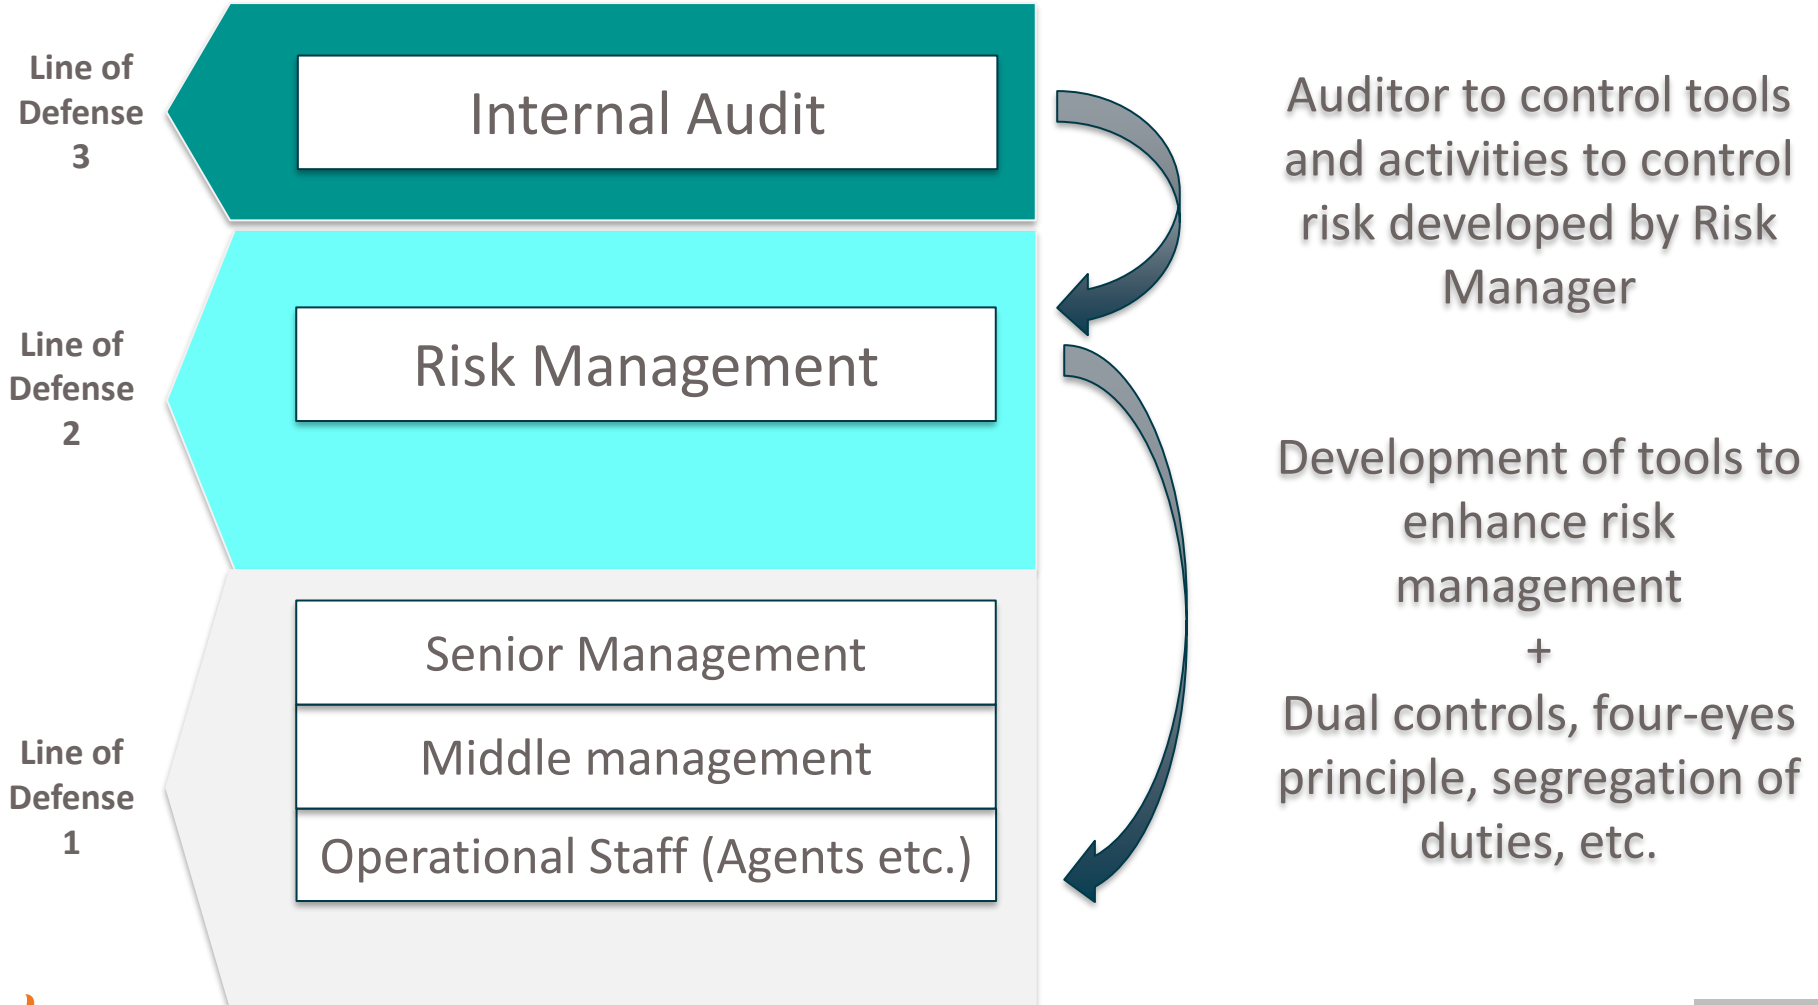 Line of
Defense
3
Internal Audit
Auditor to control tools
and activities to control
risk developed by Risk
Manager
Line of
Defense
2
Risk Management
Development of tools to
enhance risk
management
+
Dual controls, four-eyes
principle, segregation of
duties, etc.
Line of
Defense
1
Senior Management
Middle management
Operational Staff (Agents etc.)